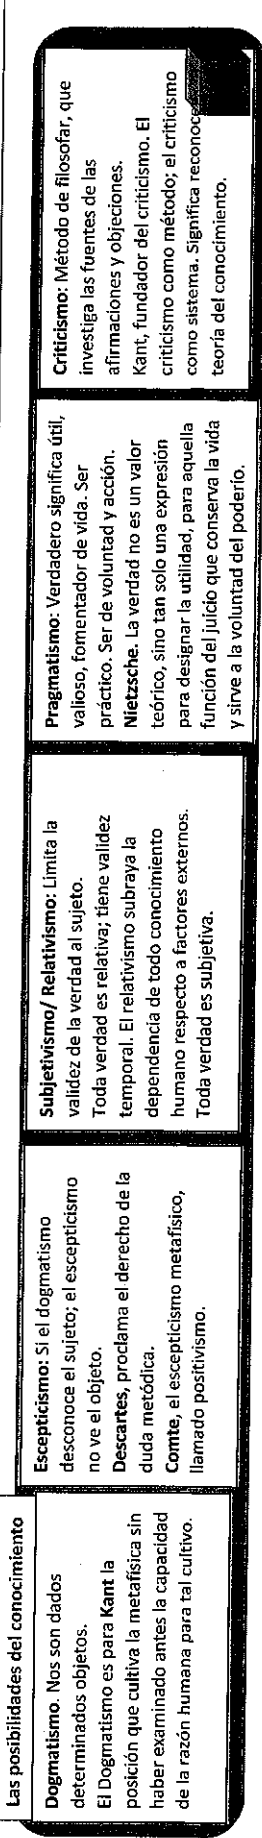 Las posibilidades del conocimiento
Dogmatismo. Nos son dados
determinados objetos.
El Dogmatismo es para Kant la
posición que cultiva la metafísica sin
haber examinado antes la capacidad
de la razón humana para tal cultivo.
Escepticismo: Si el dogmatismo
desconoce el sujeto; el escepticismo
no ve el objeto.
Descartes, proclama el derecho de la
duda metódica.
Comte, el escepticismo metafísico,
llamado positivismo.
Subjetivismo/ Relativismo: Limita la
validez de la verdad al sujeto.
Toda verdad es relativa; tiene validez
temporal. El relativismo subraya la
dependencia de todo conocimiento
humano respecto a factores externos.
Toda verdad es subjetiva.
Pragmatismo: Verdadero significa útil,
valioso, fomentador de vida. Ser
práctico. Ser de voluntad y acción.
Nietzsche. La verdad no es un valor
teórico, sino tan solo una expresión
para designar la utilidad, para aquella
función del juicio que conserva la vida
y sirve a la voluntad del poderío.
Criticismo: Método de filosofar, que
investiga las fuentes de las
afirmaciones y objeciones.
Kant, fundador del criticismo. El
criticismo como método; el criticismo
como sistema. Significa reconoce
teoría del conocimiento.